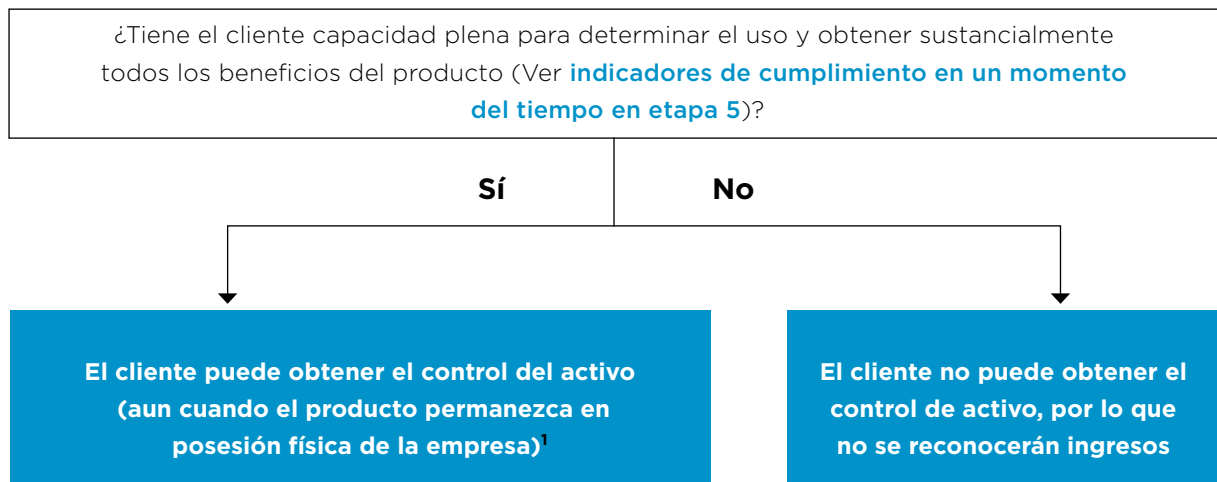 ¿Tiene el cliente capacidad plena para determinar el uso y obtener sustancialmente
todos los beneficios del producto (Ver indicadores de cumplimiento en un momento
del tiempo en etapa 5)?
Sí
No
El cliente puede obtener el control del activo
(aun cuando el producto permanezca en
posesión física de la empresa)¹
El cliente no puede obtener el
control de activo, por lo que
no se reconocerán ingresos